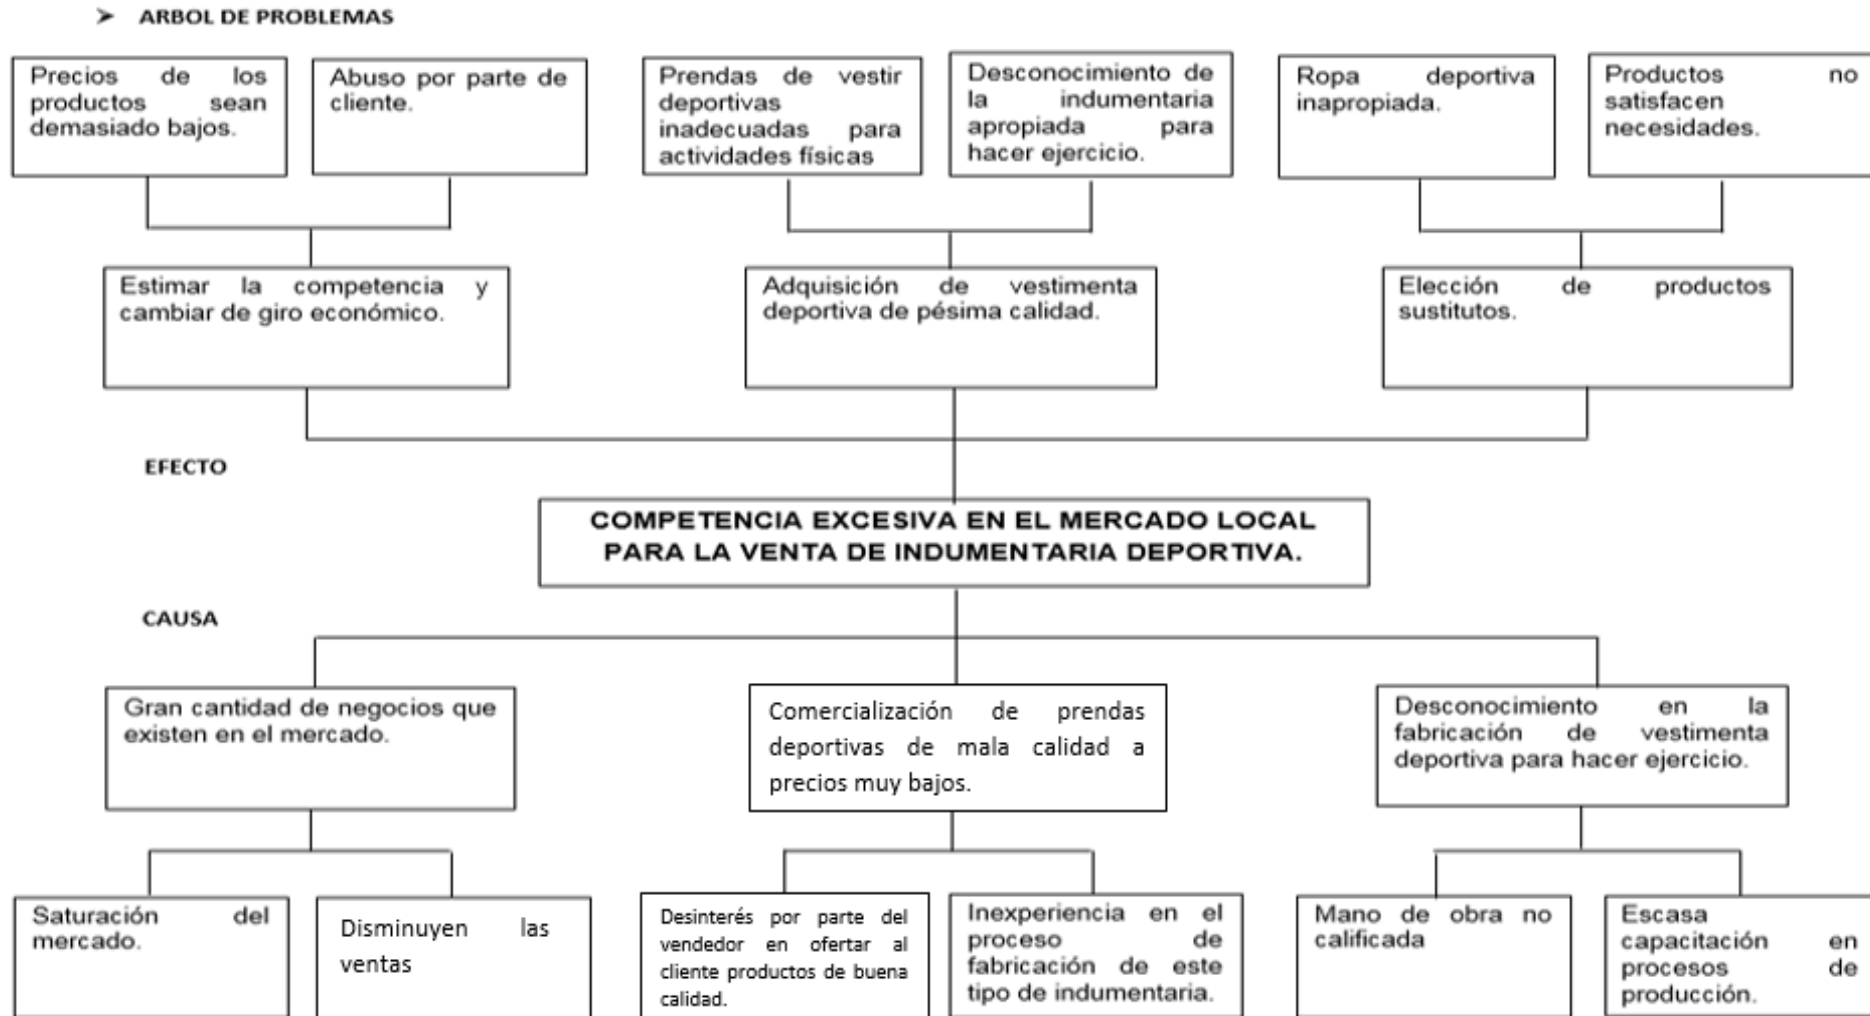 ➤ ARBOL DE PROBLEMAS
Precios de los
productos sean
demasiado bajos.
Abuso por parte de
cliente.
Prendas de vestir
deportivas
inadecuadas para
actividades físicas
Desconocimiento de
la indumentaria
apropiada para
hacer ejercicio.
Ropa deportiva
inapropiada.
Productos no
satisfacen
necesidades.
Estimar la competencia y
cambiar de giro económico.
Adquisición de vestimenta
deportiva de pésima calidad.
Elección de productos
sustitutos.
EFECTO
COMPETENCIA EXCESIVA EN EL MERCADO LOCAL
PARA LA VENTA DE INDUMENTARIA DEPORTIVA.
CAUSA
Gran cantidad de negocios que
existen en el mercado.
Comercialización de prendas
deportivas de mala calidad a
precios muy bajos.
Desconocimiento en la
fabricación de vestimenta
deportiva para hacer ejercicio.
Saturación del
mercado.
Disminuyen las
ventas
Desinterés por parte del
vendedor en ofertar al
cliente productos de buena
calidad.
Inexperiencia en el
proceso de
fabricación de este
tipo de indumentaria.
Mano de obra no
calificada
Escasa
capacitación en
procesos de
producción.